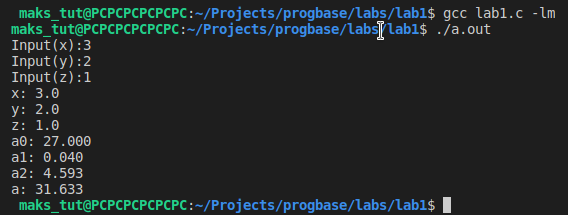 maks_tut@PCPCPCPCPCPC:~/Projects/progbase/labs/lab1$ gcc lab1.c -lm
maks_tut@PCPCPCPCPCPC:~/Projects/progbase/labs/lab1$ ./a.out
Input(x):3
Input(y):2
Input(z):1
x: 3.0
y: 2.0
z: 1.0
a0: 27.000
a1: 0.040
a2: 4.593
a: 31.633
maks_tut@PCPCPCPCPCPC:~/Projects/progbase/labs/lab1$